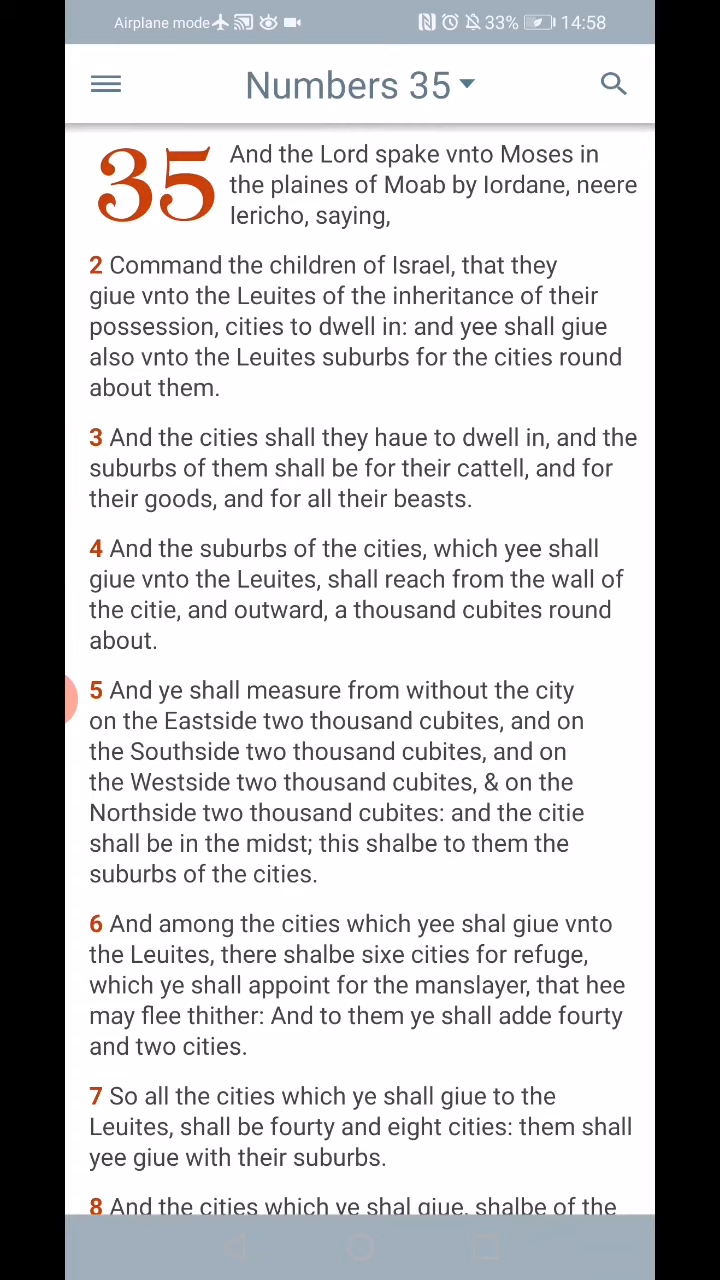 Airplane mode 33% 14:58
Numbers 35
35 And the Lord spake vnto Moses in
the plaines of Moab by Iordane, neere
Iericho, saying,
2 Command the children of Israel, that they
giue vnto the Leuites of the inheritance of their
possession, cities to dwell in: and yee shall giue
also vnto the Leuites suburbs for the cities round
about them.
3 And the cities shall they haue to dwell in, and the
suburbs of them shall be for their cattell, and for
their goods, and for all their beasts.
4 And the suburbs of the cities, which yee shall
giue vnto the Leuites, shall reach from the wall of
the citie, and outward, a thousand cubites round
about.
5 And ye shall measure from without the city
on the Eastside two thousand cubites, and on
the Southside two thousand cubites, and on
the Westside two thousand cubites, & on the
Northside two thousand cubites: and the citie
shall be in the midst; this shalbe to them the
suburbs of the cities.
6 And among the cities which yee shal giue vnto
the Leuites, there shalbe sixe cities for refuge,
which ye shall appoint for the manslayer, that hee
may flee thither: And to them ye shall adde fourty
and two cities.
7 So all the cities which ye shall giue to the
Leuites, shall be fourty and eight cities: them shall
yee giue with their suburbs.
8 And the cities which ye shal giue, shalbe of the